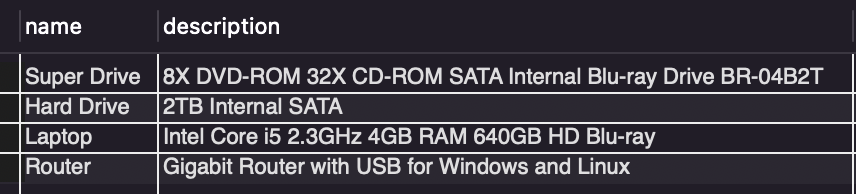 name description
Super Drive 8X DVD-ROM 32X CD-ROM SATA Internal Blu-ray Drive BR-04B2T
Hard Drive 2TB Internal SATA
Laptop Intel Core i5 2.3GHz 4GB RAM 640GB HD Blu-ray
Router Gigabit Router with USB for Windows and Linux